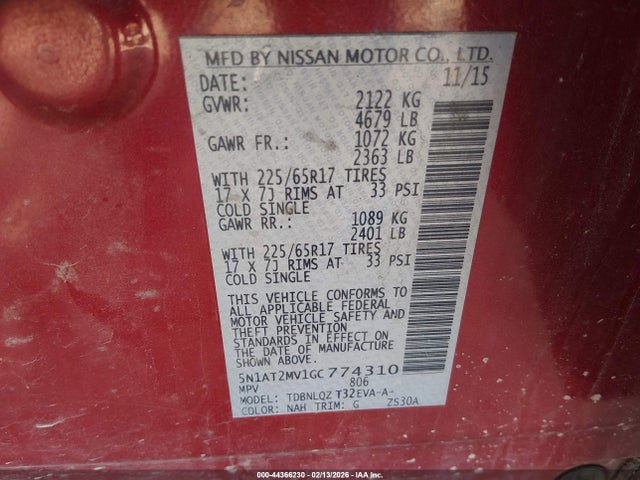 MFD BY NISSAN MOTOR CO., LTD.
DATE: 11/15
GVWR: 2122 KG
4679 LB
GAWR FR.: 1072 KG
2363 LB
WITH 225/65R17 TIRES
17 X 7J RIMS AT 33 PSI
COLD SINGLE
GAWR RR.: 1089 KG
2401 LB
WITH 225/65R17 TIRES
17 X 7J RIMS AT 33 PSI
COLD SINGLE
THIS VEHICLE CONFORMS TO
ALL APPLICABLE FEDERAL
MOTOR VEHICLE SAFETY AND
THEFT PREVENTION
STANDARDS IN EFFECT ON
THE DATE OF MANUFACTURE
SHOWN ABOVE.
5N1AT2MV1GC774310
MPV 806
MODEL: TDBNLQZ T32EVA-A-
COLOR: NAH TRIM: G ZS30A
000-44366230 - 02/13/2026 - IAAI Corp.